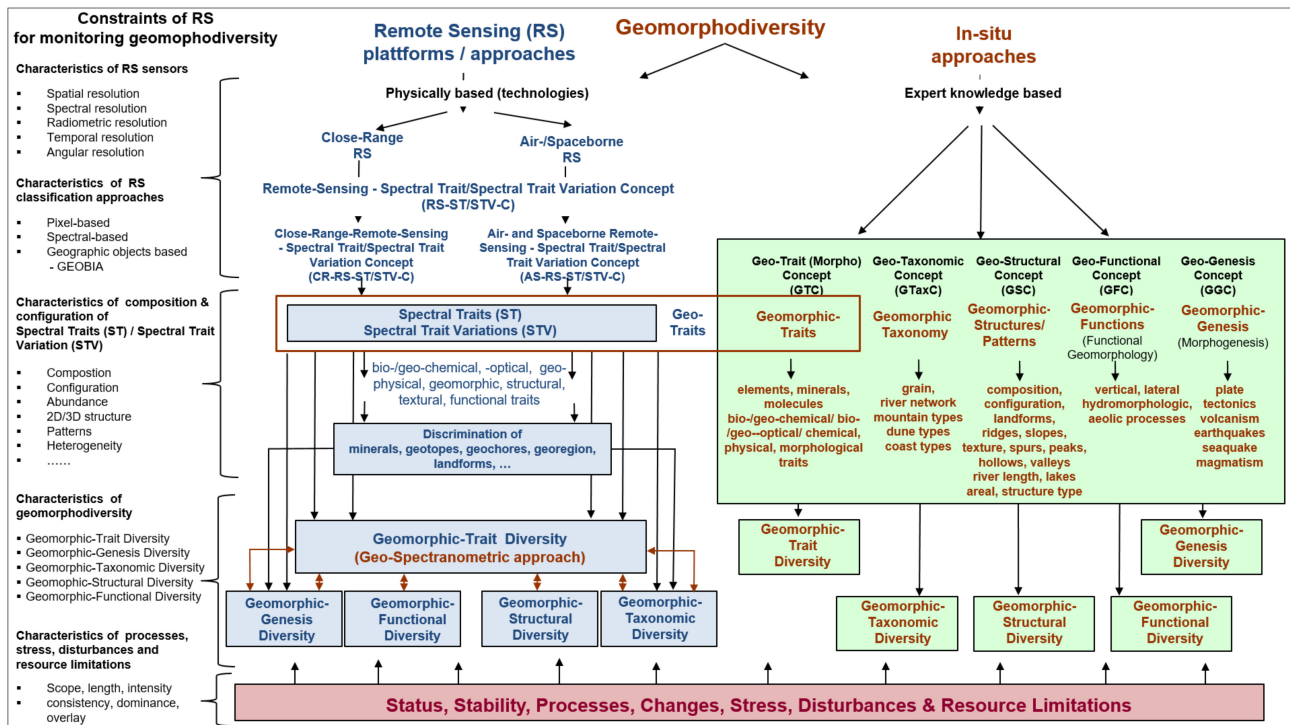 Constraints of RS
for monitoring geomophodiversity
Characteristics of RS sensors
▪ Spatial resolution
▪ Spectral resolution
▪ Radiometric resolution
▪ Temporal resolution
▪ Angular resolution
Characteristics of RS
classification approaches
▪ Pixel-based
▪ Spectral-based
▪ Geographic objects based
- GEOBIA
Characteristics of composition &
configuration of
Spectral Traits (ST) / Spectral Trait
Variation (STV)
▪ Compostion
▪ Configuration
▪ Abundance
▪ 2D/3D structure
▪ Patterns
▪ Heterogeneity
▪ ......
Characteristics of
geomorphodiversity
▪ Geomorphic-Trait Diversity
▪ Geomorphic-Genesis Diversity
▪ Geomorphic-Taxonomic Diversity
▪ Geomophic-Structural Diversity
▪ Geomorphic-Functional Diversity
Characteristics of processes,
stress, disturbances and
resource limitations
▪ Scope, length, intensity
consistency, dominance,
overlay
Geomorphodiversity
Remote Sensing (RS)
plattforms / approaches
Physically based (technologies)
Close-Range
RS
Air-/Spaceborne
RS
Remote-Sensing - Spectral Trait/Spectral Trait Variation Concept
(RS-ST/STV-C)
Close-Range-Remote-Sensing
- Spectral Trait/Spectral Trait
Variation Concept
(CR-RS-ST/STV-C)
Air- and Spaceborne Remote-
Sensing - Spectral Trait/Spectral
Trait Variation Concept
(AS-RS-ST/STV-C)
Spectral Traits (ST)
Spectral Trait Variations (STV)
Geo-
Traits
bio-/geo-chemical, -optical, geo-
physical, geomorphic, structural,
textural, functional traits
Discrimination of
minerals, geotopes, geochores, georegion,
landforms, ...
Geomorphic-Trait Diversity
(Geo-Spectranometric approach)
Geomorphic-
Genesis
Diversity
Geomorphic-
Functional
Diversity
Geomorphic-
Structural
Diversity
Geomorphic-
Taxonomic
Diversity
In-situ
approaches
Expert knowledge based
Geo-Trait (Morpho)
Concept
(GTC)
Geomorphic-
Traits
elements, minerals,
molecules
bio-/geo-chemical/ bio-
/geo--optical/ chemical,
physical, morphological
traits
Geo-Taxonomic
Concept
(GTaxC)
Geomorphic
Taxonomy
grain,
river network
mountain types
dune types
coast types
Geo-Structural
Concept
(GSC)
Geomorphic-
Structures/
Patterns
composition,
configuration,
landforms,
ridges, slopes,
texture, spurs, peaks,
hollows, valleys
river length, lakes
areal, structure type
Geo-Functional
Concept
(GFC)
Geomorphic-
Functions
(Functional
Geomorphology)
vertical, lateral
hydromorphologic,
aeolic processes
Geo-Genesis
Concept
(GGC)
Geomorphic-
Genesis
(Morphogenesis)
plate
tectonics
volcanism
earthquakes
seaquake
magmatism
Geomorphic-
Trait
Diversity
Geomorphic-
Genesis
Diversity
Geomorphic-
Taxonomic
Diversity
Geomorphic-
Structural
Diversity
Geomorphic-
Functional
Diversity
Status, Stability, Processes, Changes, Stress, Disturbances & Resource Limitations